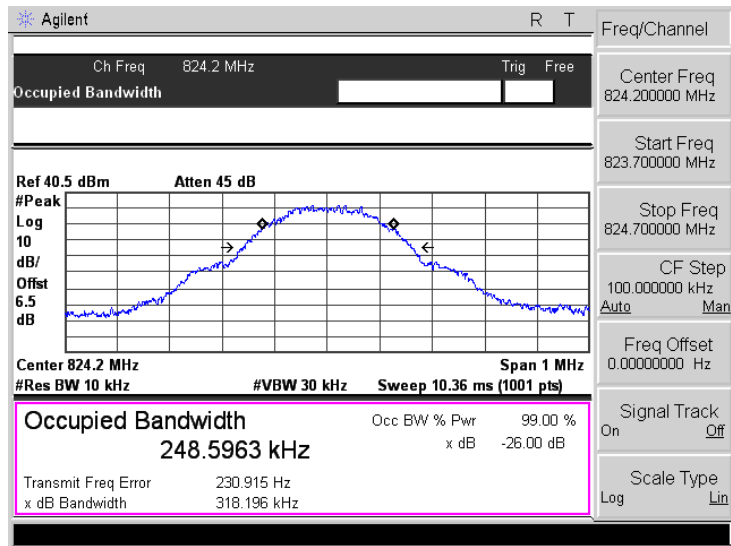 Agilent R T
Ch Freq 824.2 MHz Trig Free
Occupied Bandwidth
Ref 40.5 dBm Atten 45 dB
#Peak
Log
10
dB/
Offst
6.5
dB
Center 824.2 MHz Span 1 MHz
#Res BW 10 kHz #VBW 30 kHz Sweep 10.36 ms (1001 pts)
Occupied Bandwidth Occ BW % Pwr 99.00 %
248.5963 kHz x dB -26.00 dB
Transmit Freq Error 230.915 Hz
x dB Bandwidth 318.196 kHz
Freq/Channel
Center Freq
824.200000 MHz
Start Freq
823.700000 MHz
Stop Freq
824.700000 MHz
CF Step
100.000000 kHz
Auto Man
Freq Offset
0.00000000 Hz
Signal Track
On Off
Scale Type
Log Lin